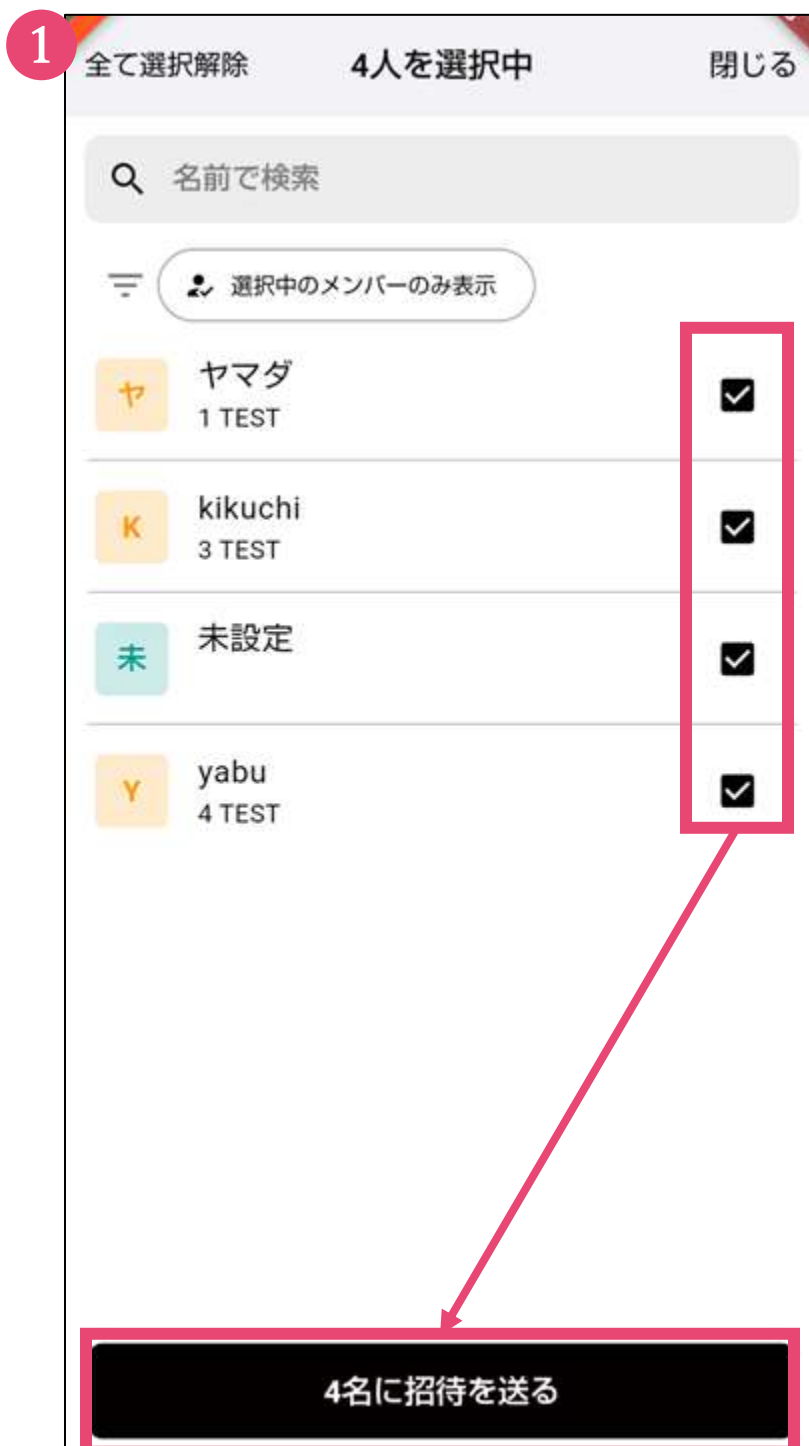 1
全て選択解除 4人を選択中 閉じる
名前で検索
選択中のメンバーのみ表示
ヤ ヤマダ
1 TEST
K kikuchi
3 TEST
未 未設定
Y yabu
4 TEST
4名に招待を送る